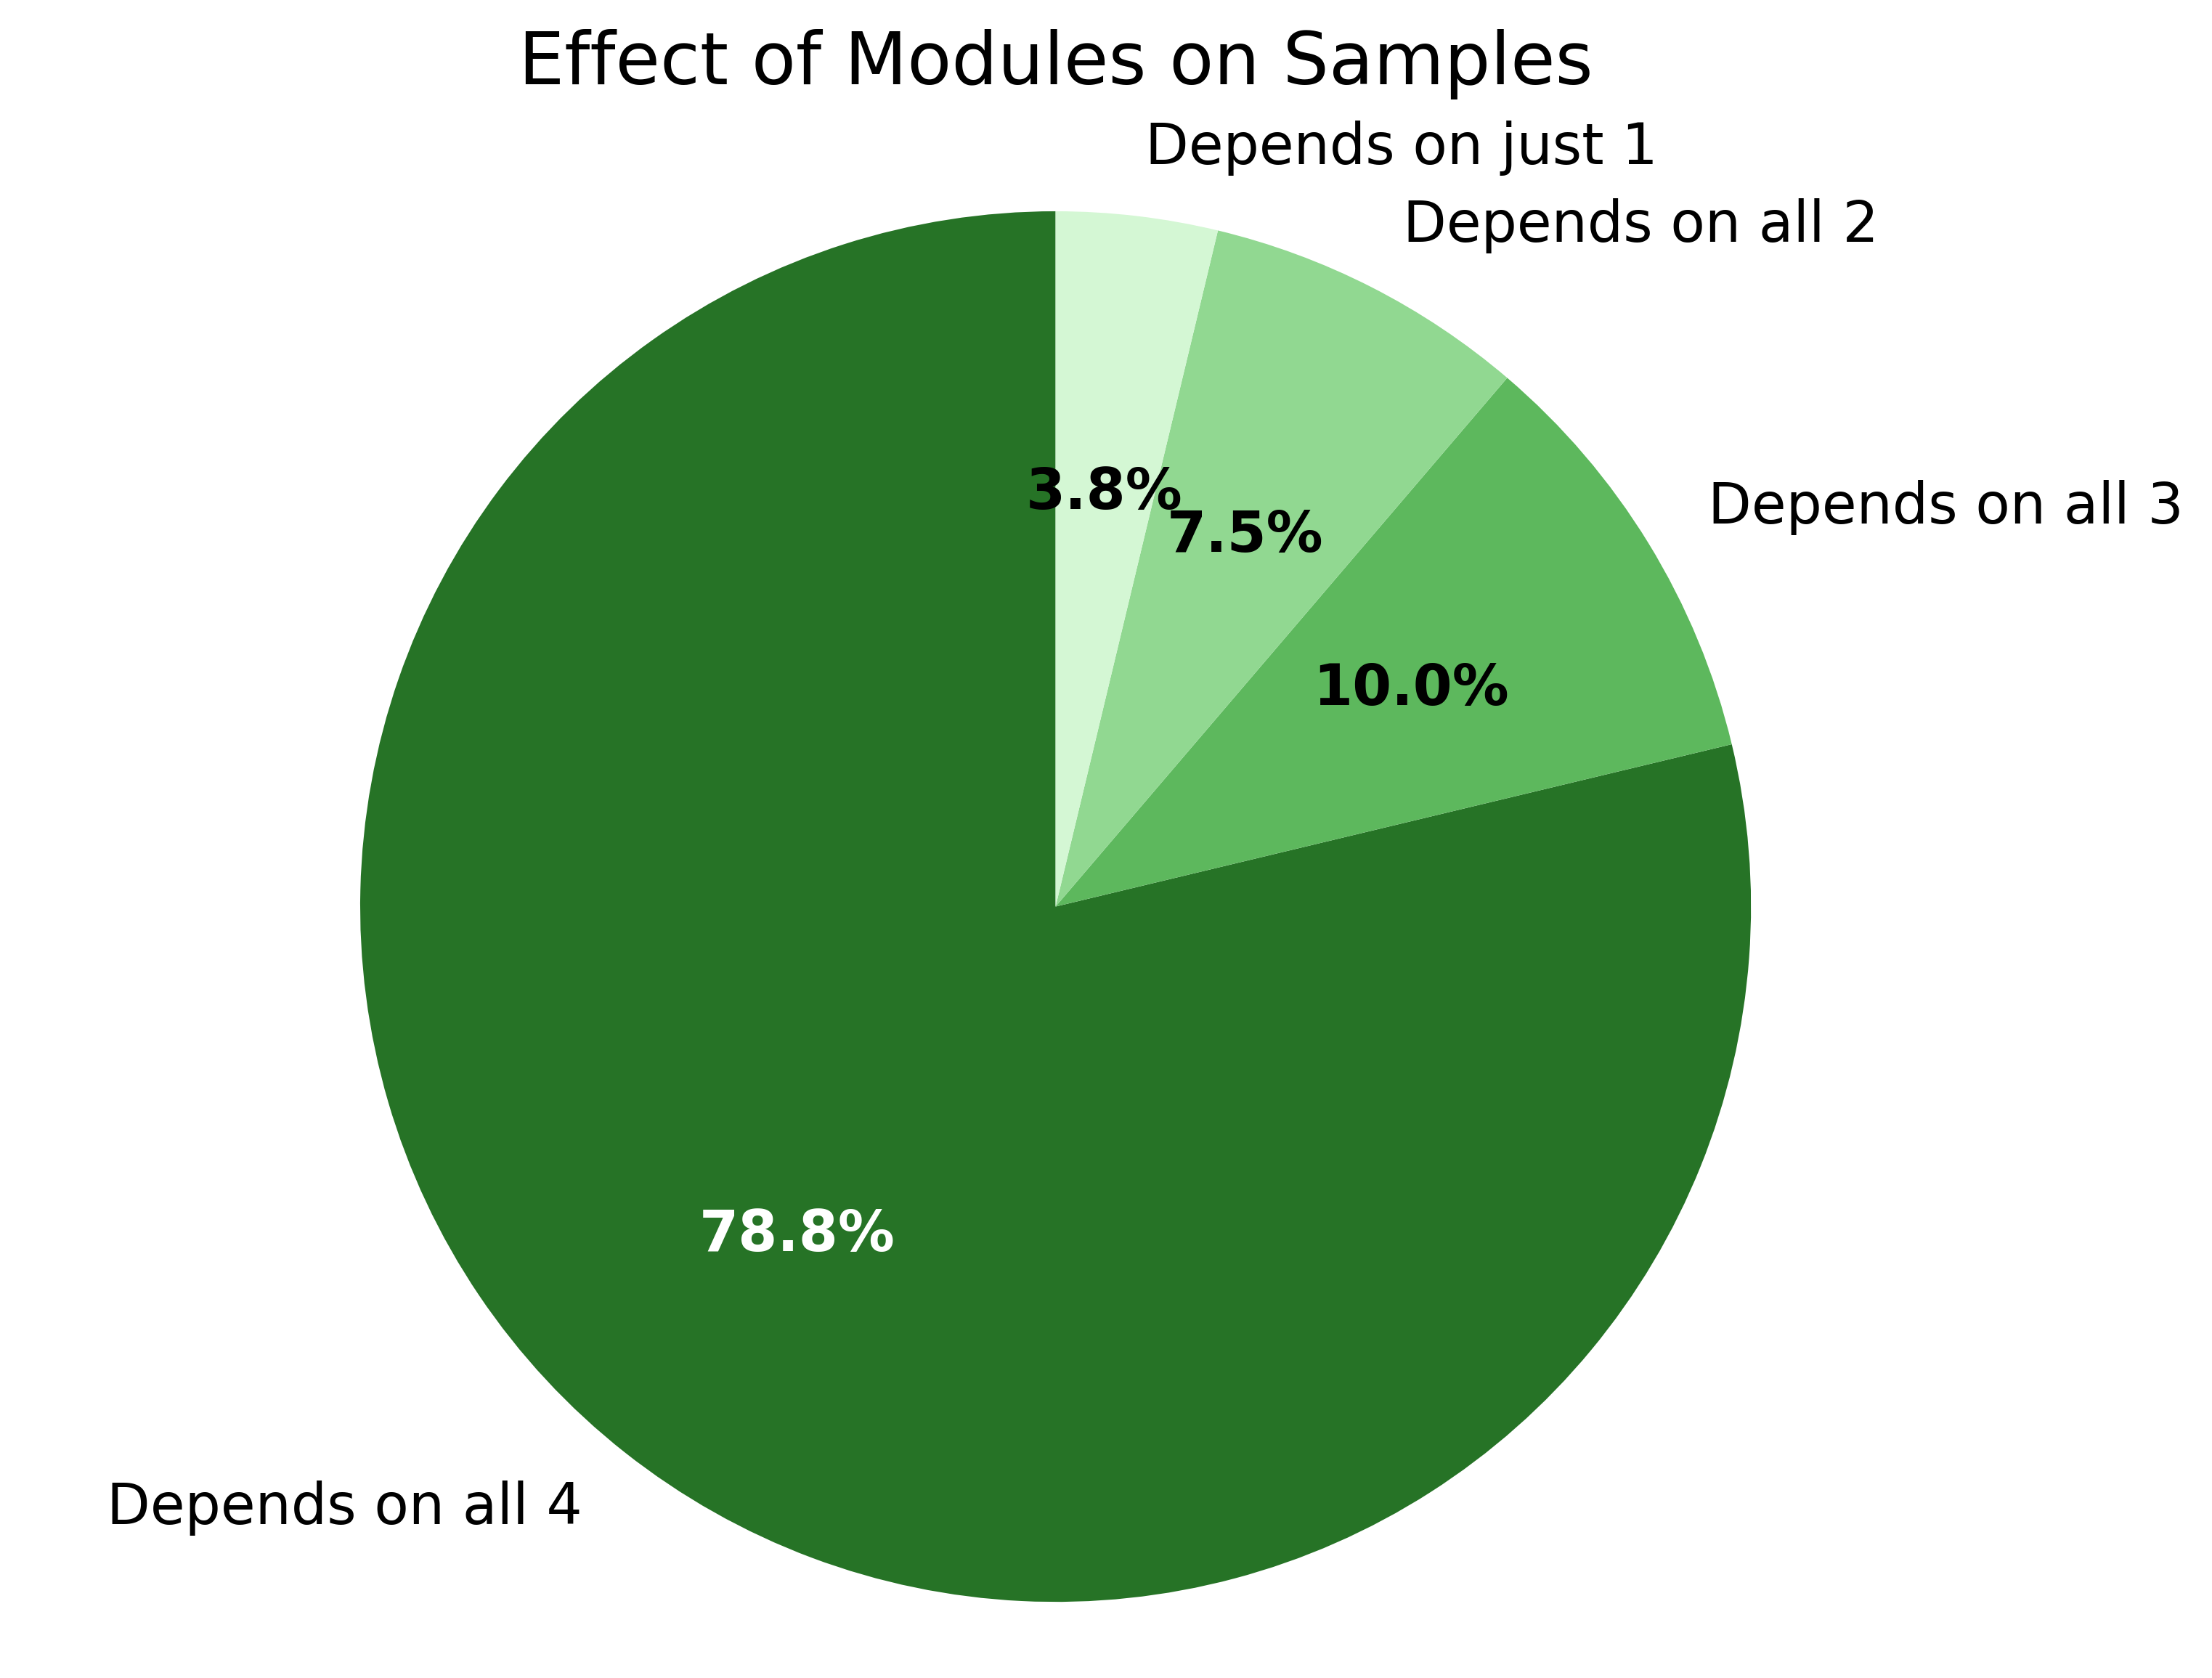 Effect of Modules on Samples
Depends on just 1
Depends on all 2
Depends on all 3
3.8%
7.5%
10.0%
78.8%
Depends on all 4